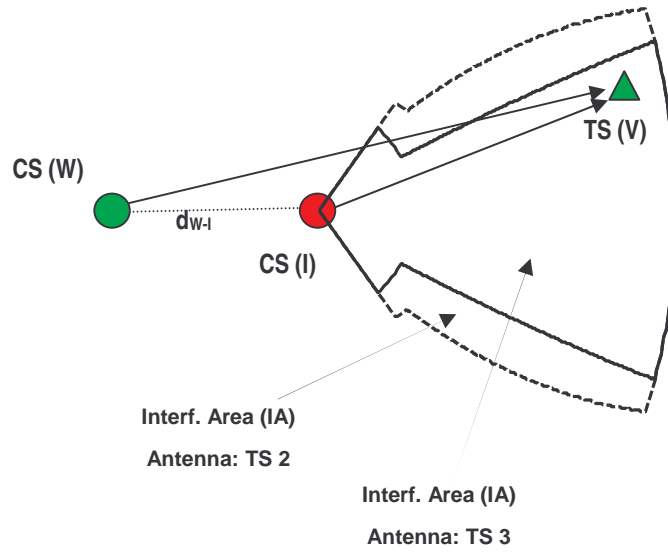 TS (V)
CS (W)
dW-I
CS (I)
Interf. Area (IA)
Antenna: TS 2
Interf. Area (IA)
Antenna: TS 3